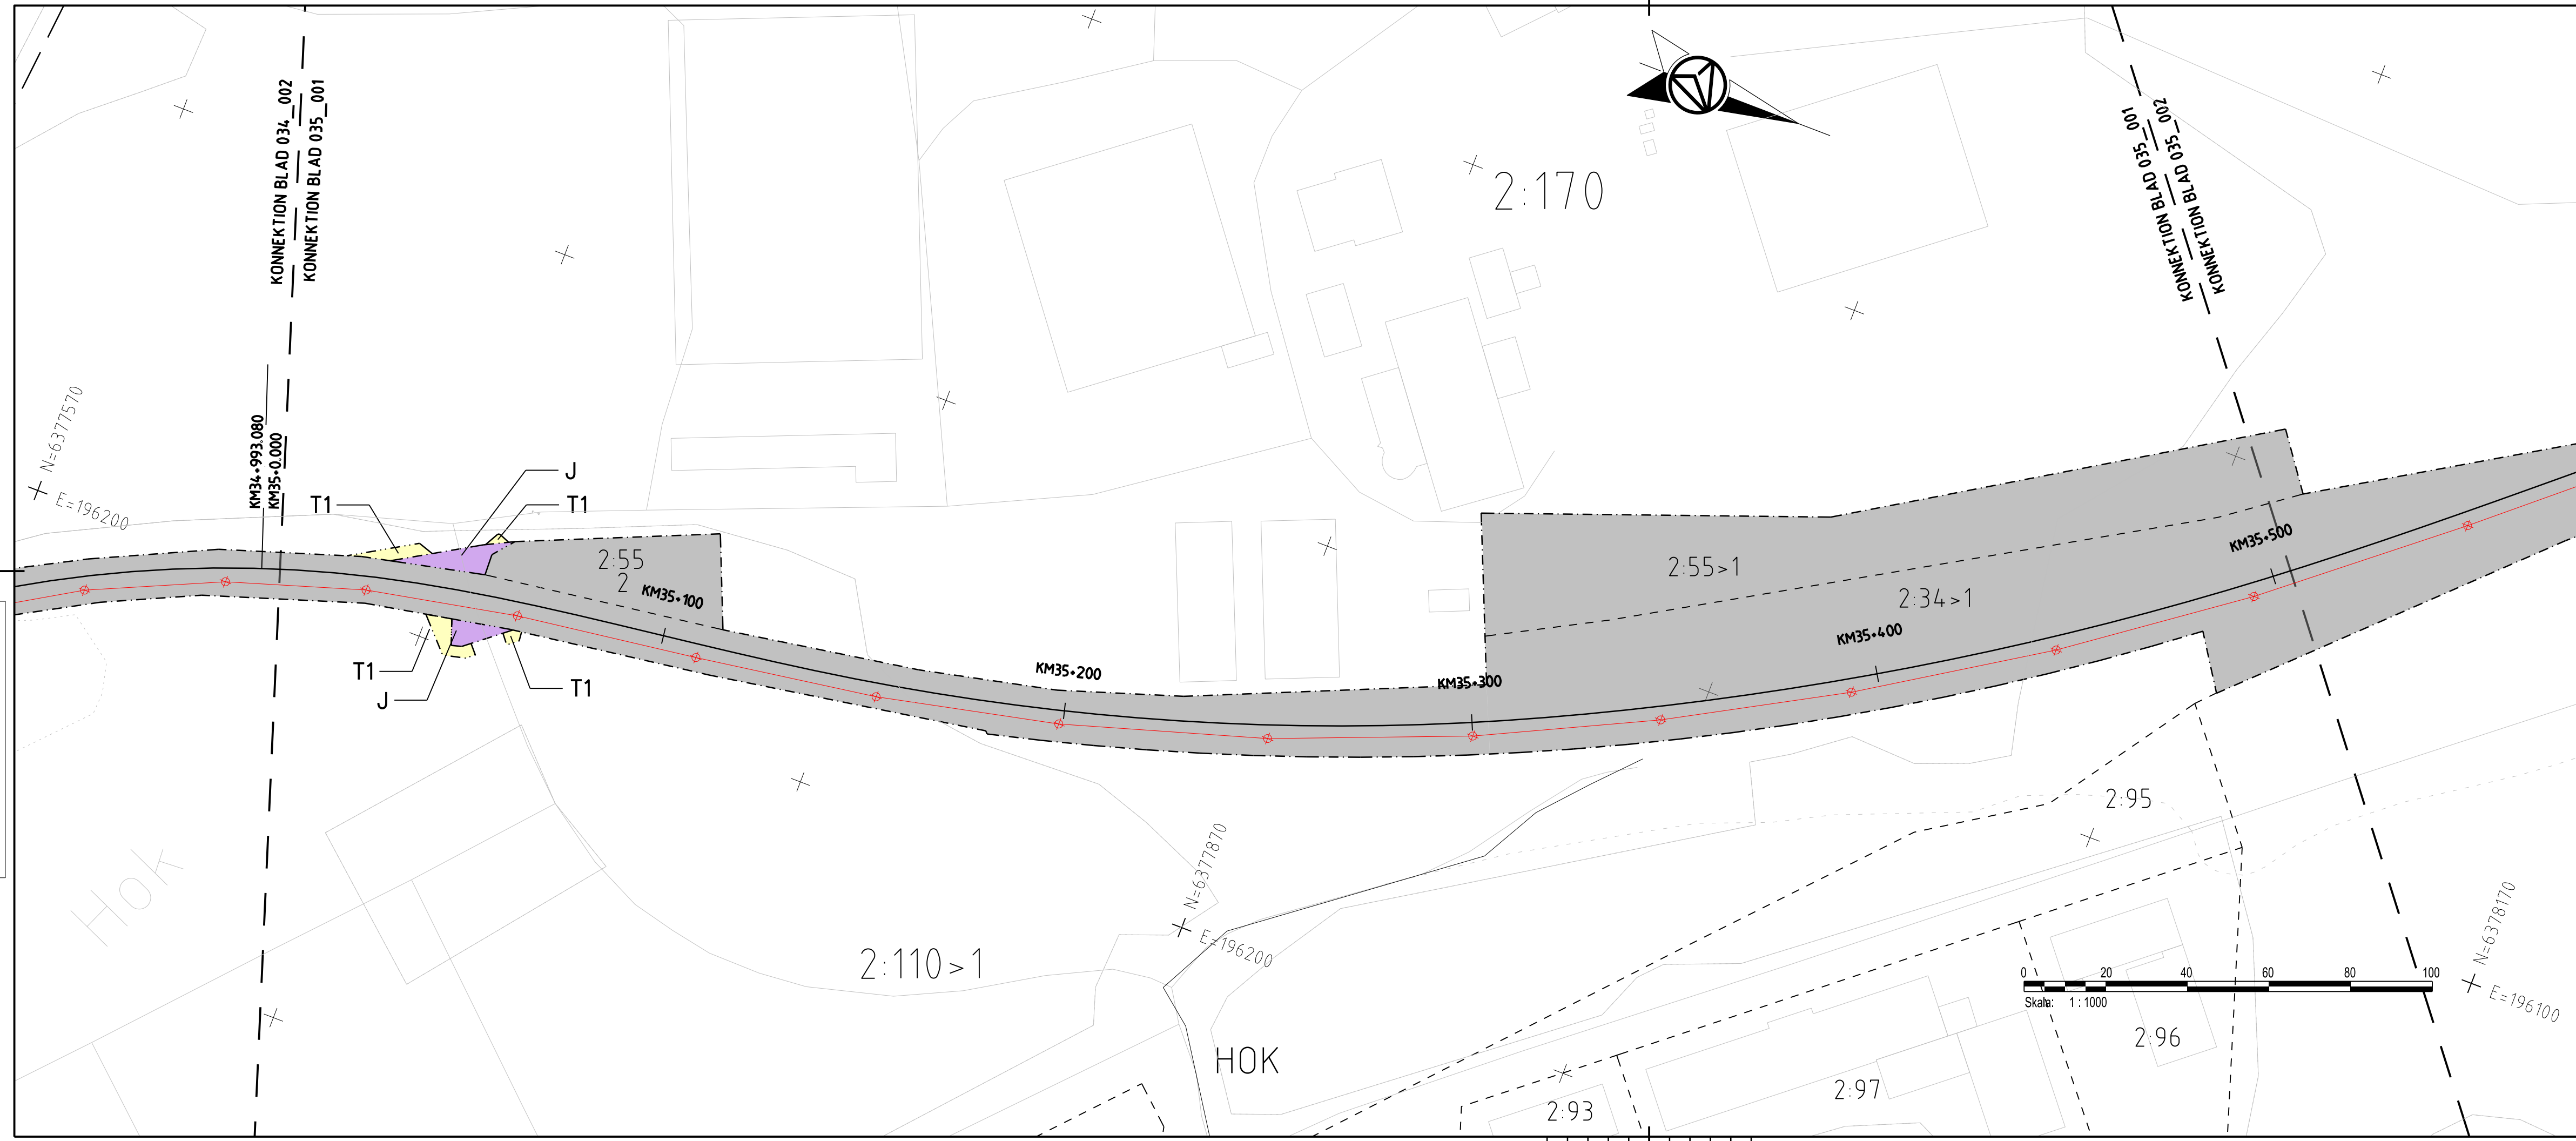 KONNEKTION BLAD 034_002
KONNEKTION BLAD 035_001
KONNEKTION BLAD 035_001
KONNEKTION BLAD 035_002
2:170
N=6377570
E=196200
KM34+993.080
KM35+0.000
J
T1
T1
2:55
2
KM35+100
T1
J
T1
KM35+200
KM35+300
2:55>1
2:34>1
KM35+400
KM35+500
Hok
2:95
N=6377870
E=196200
2:110>1
HOK
N=6378170
E=196100
0 20 40 60 80 100
Skala: 1 : 1000
2:96
2:97
2:93